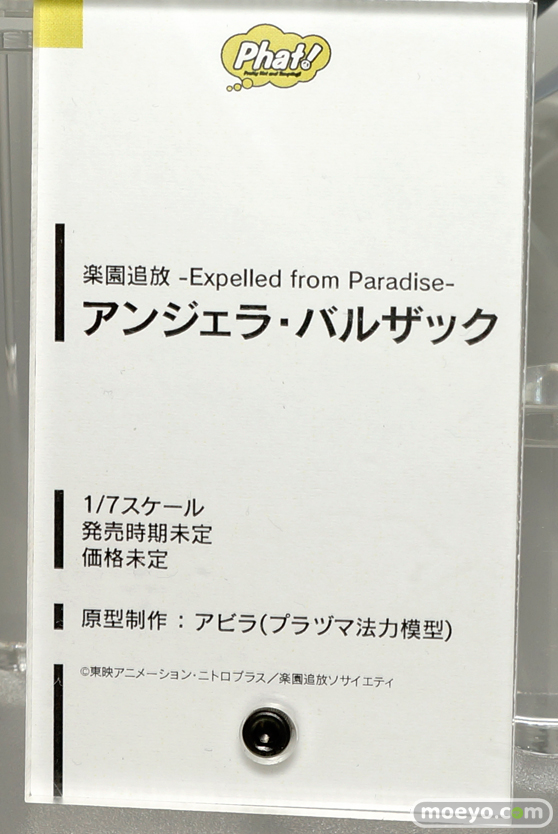 Phat!
Pretty Hot and Tempting!
楽園追放 -Expelled from Paradise-
アンジェラ・バルザック
1/7スケール
発売時期未定
価格未定
原型制作：アビラ(プラヅマ法力模型)
©東映アニメーション・ニトロプラス／楽園追放ソサイエティ
moeyo.com